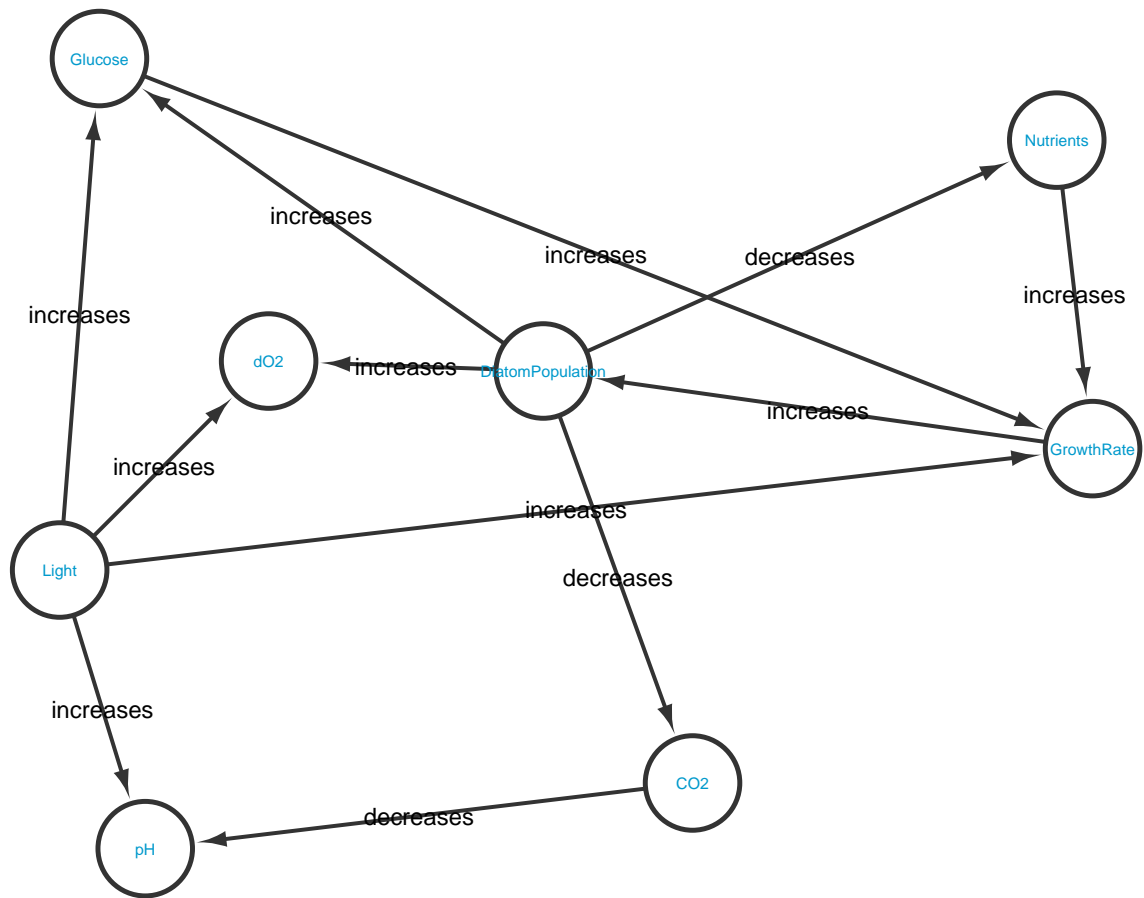 Glucose
Nutrients
increases
increases
decreases
increases
increases
dO2
increases
DiatomPopulation
increases
increases
GrowthRate
increases
Light
decreases
increases
CO2
decreases
pH